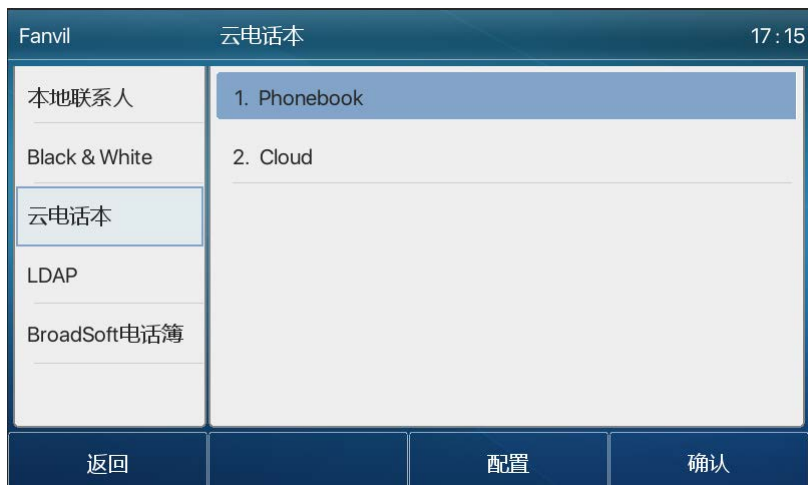 Fanvil 云电话本 17:15
本地联系人
Black & White
云电话本
LDAP
BroadSoft电话簿
1. Phonebook
2. Cloud
返回 配置 确认